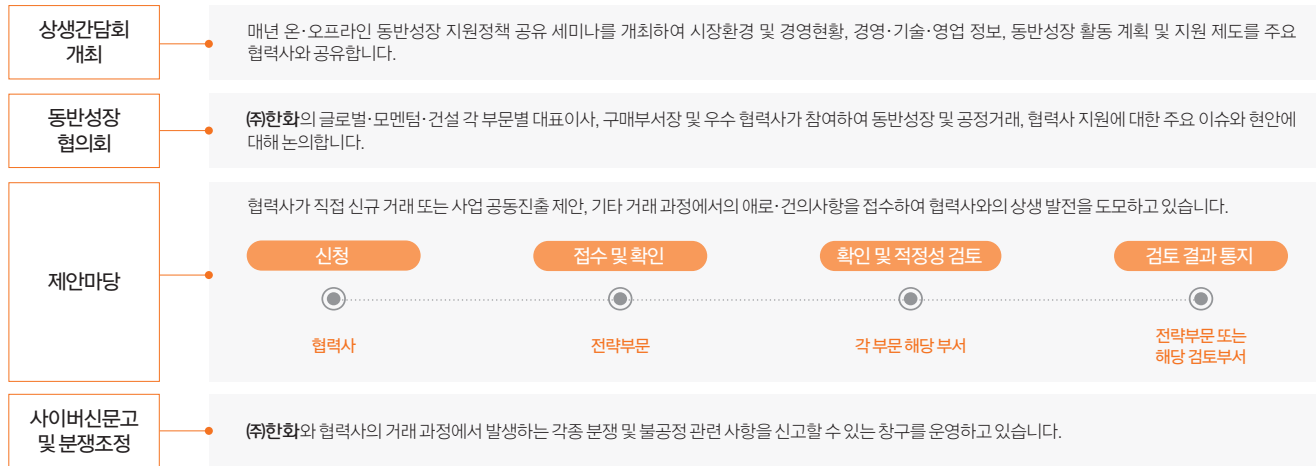 상생간담회
개최
매년 온·오프라인 동반성장 지원정책 공유 세미나를 개최하여 시장환경 및 경영현황, 경영·기술·영업 정보, 동반성장 활동 계획 및 지원 제도를 주요
협력사와 공유합니다.
동반성장
협의회
㈜한화의 글로벌·모멘텀·건설 각 부문별 대표이사, 구매부서장 및 우수 협력사가 참여하여 동반성장 및 공정거래, 협력사 지원에 대한 주요 이슈와 현안에
대해 논의합니다.
제안마당
협력사가 직접 신규 거래 또는 사업 공동진출 제안, 기타 거래 과정에서의 애로·건의사항을 접수하여 협력사와의 상생 발전을 도모하고 있습니다.
신청
접수 및 확인
확인 및 적정성 검토
검토 결과 통지
협력사
전략부문
각 부문 해당 부서
전략부문 또는
해당 검토부서
사이버신문고
및 분쟁조정
㈜한화와 협력사의 거래 과정에서 발생하는 각종 분쟁 및 불공정 관련 사항을 신고할 수 있는 창구를 운영하고 있습니다.